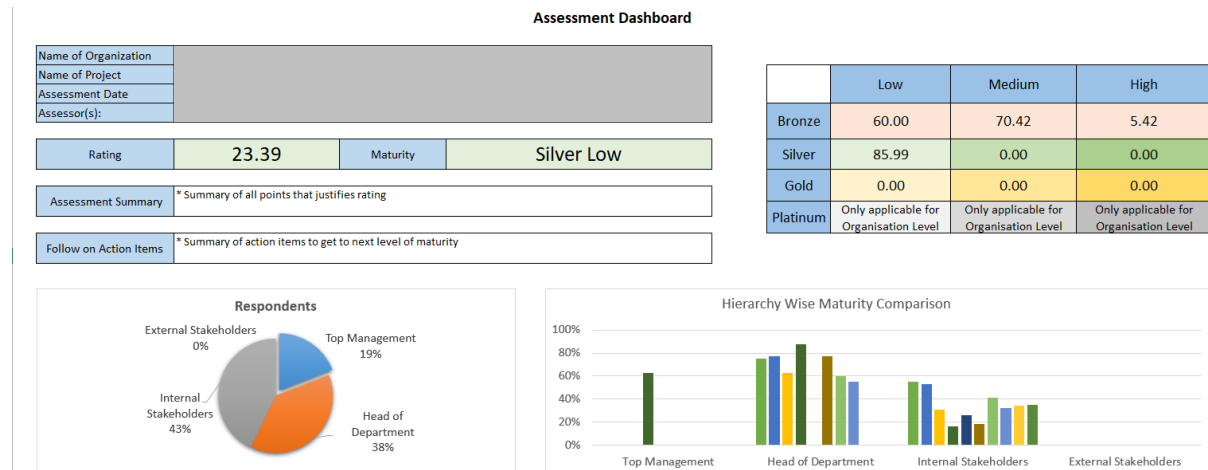 Assessment Dashboard
Name of Organization
Name of Project
Assessment Date
Assessor(s):
Low Medium High
Bronze 60.00 70.42 5.42
Silver 85.99 0.00 0.00
Gold 0.00 0.00 0.00
Platinum Only applicable for Organisation Level Only applicable for Organisation Level Only applicable for Organisation Level
Rating 23.39 Maturity Silver Low
Assessment Summary * Summary of all points that justifies rating
Follow on Action Items * Summary of action items to get to next level of maturity
Respondents
External Stakeholders
0%
Top Management
19%
Internal
Stakeholders
43%
Head of
Department
38%
Hierarchy Wise Maturity Comparison
100%
80%
60%
40%
20%
0%
Top Management Head of Department Internal Stakeholders External Stakeholders